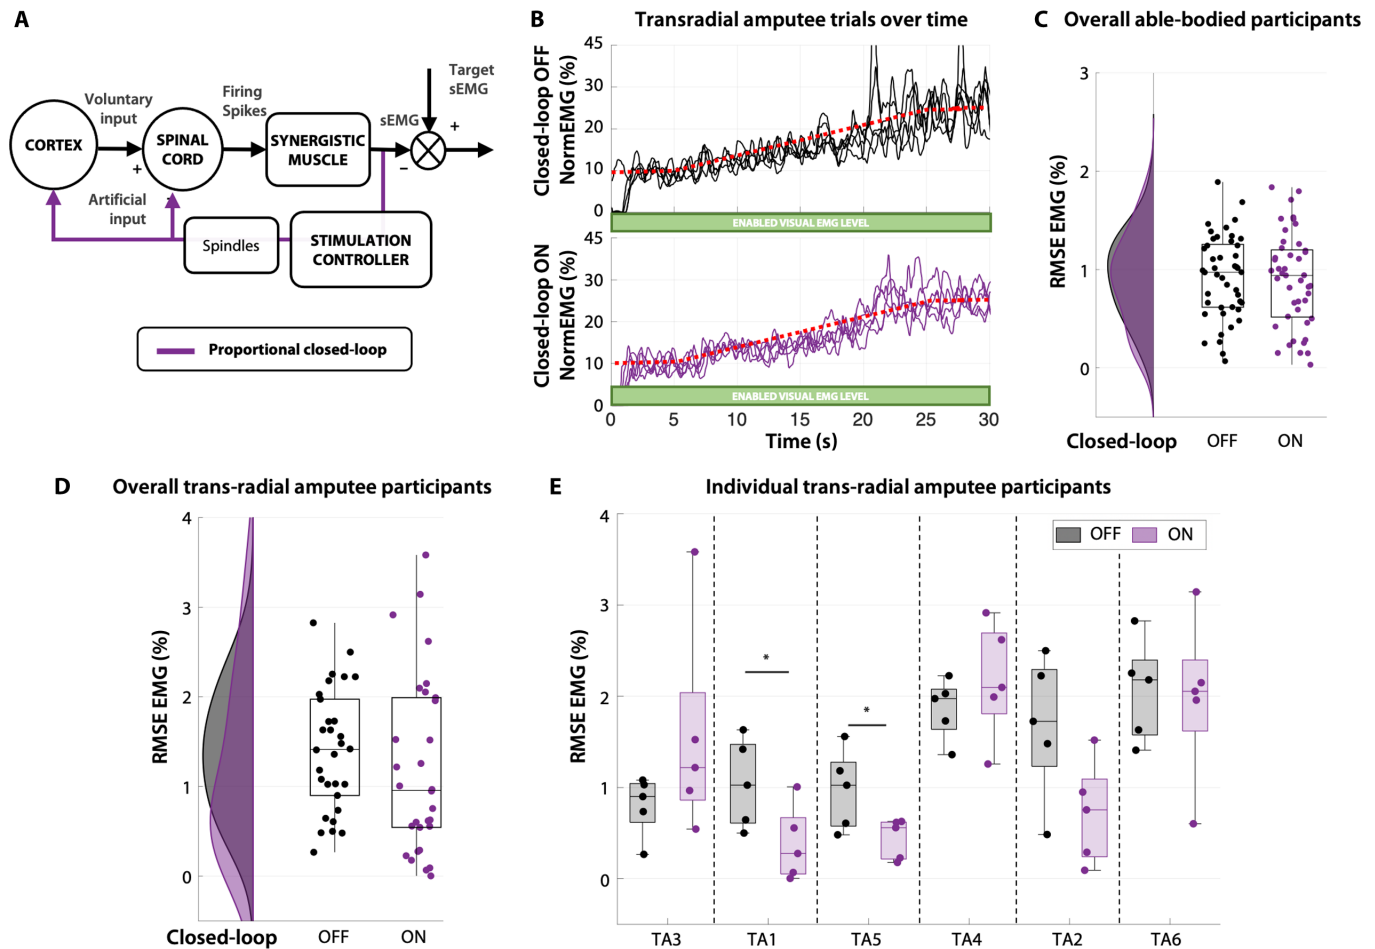 A
Voluntary
input
Firing
Spikes
Target
sEMG
CORTEX
SPINAL
CORD
SYNERGISTIC
MUSCLE
sEMG
+
+
−
Artificial
input
Spindles
STIMULATION
CONTROLLER
Proportional closed-loop
B
Transradial amputee trials over time
Closed-loop OFF
NormEMG (%)
45
30
20
10
0
ENABLED VISUAL EMG LEVEL
Closed-loop ON
NormEMG (%)
45
30
20
10
0
ENABLED VISUAL EMG LEVEL
0 5 10 15 20 25 30
Time (s)
C
Overall able-bodied participants
RMSE EMG (%)
3
2
1
0
Closed-loop OFF ON
D
Overall trans-radial amputee participants
RMSE EMG (%)
4
3
2
1
0
Closed-loop OFF ON
E
Individual trans-radial amputee participants
RMSE EMG (%)
4
3
2
1
0
OFF ON
*
*
TA3 TA1 TA5 TA4 TA2 TA6